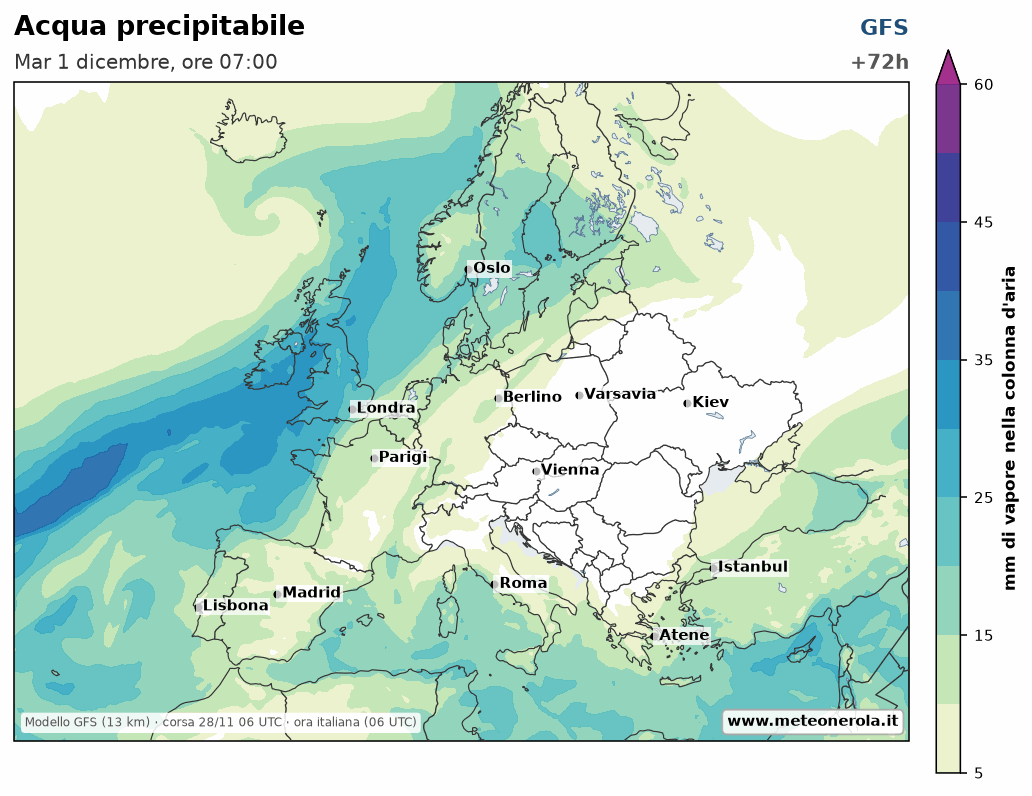 Acqua precipitabile
GFS
Mar 1 dicembre, ore 07:00
+72h
60
45
35
25
15
5
mm di vapore nella colonna d'aria
Oslo
Londra
Berlino
Varsavia
Kiev
Parigi
Vienna
Istanbul
Roma
Madrid
Lisbona
Atene
Modello GFS (13 km) · corsa 28/11 06 UTC · ora italiana (06 UTC)
www.meteonerola.it